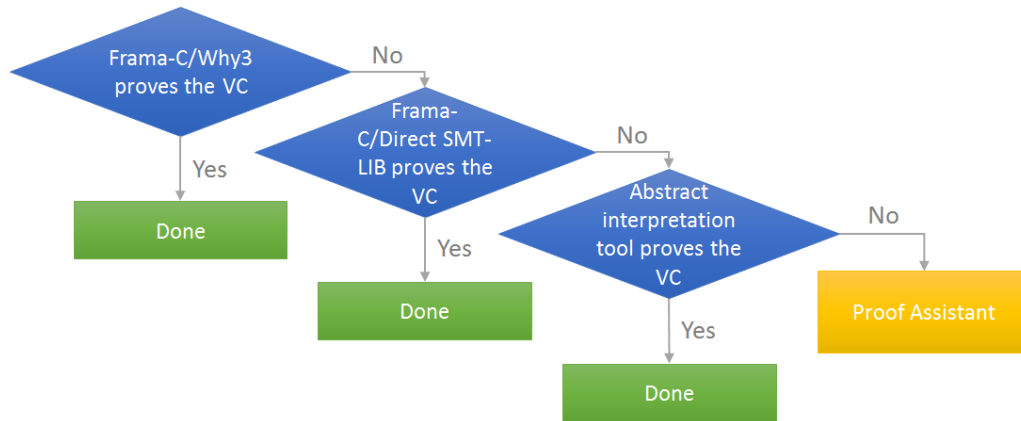 Frama-C/Why3
proves the VC
No
Frama-
C/Direct SMT-
LIB proves the
VC
No
Yes
Abstract
interpretation
tool proves the
VC
No
Done
Yes
Done
Proof Assistant
Yes
Done